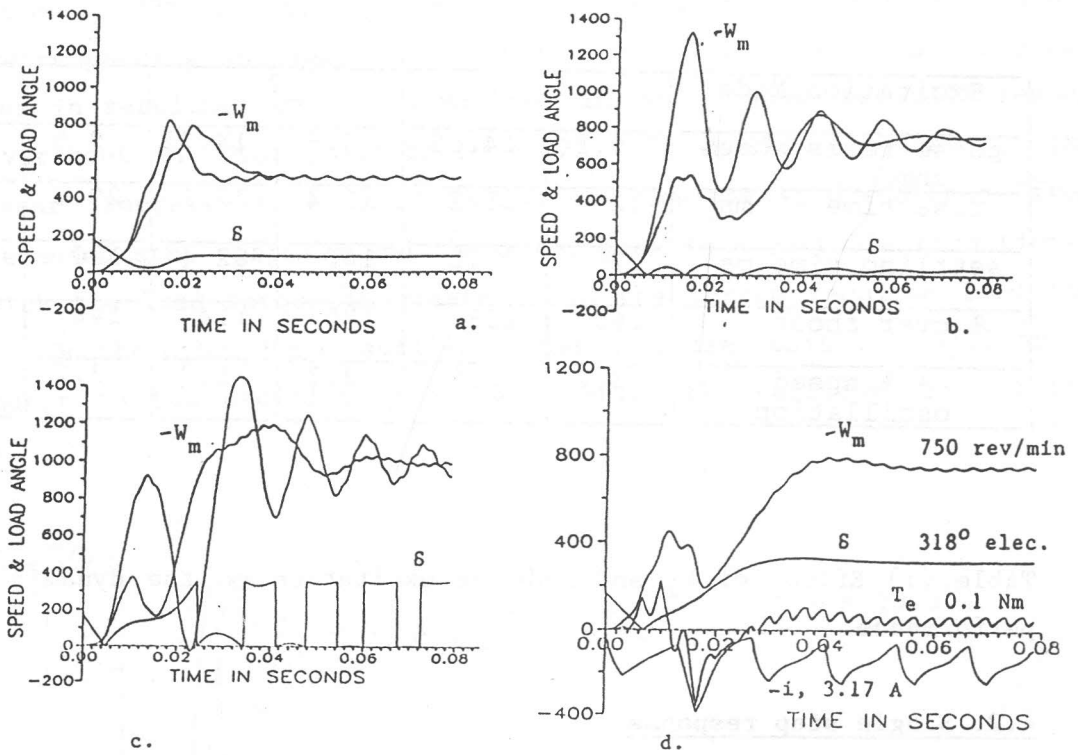 SPEED & LOAD ANGLE
1400
1200
1000
800
600
400
200
0
-200
-Wm
δ
0.00 0.02 0.04 0.06 0.08
TIME IN SECONDS
a.
SPEED & LOAD ANGLE
1400
1200
1000
800
600
400
200
0
-200
-Wm
δ
0.00 0.02 0.04 0.06 0.08
TIME IN SECONDS
b.
SPEED & LOAD ANGLE
1400
1200
1000
800
600
400
200
0
-200
-Wm
δ
0.00 0.02 0.04 0.06 0.08
TIME IN SECONDS
c.
1200
800
400
0
-400
-Wm
750 rev/min
δ 318° elec.
Te 0.1 Nm
0.00 0.02 0.04 0.06 0.08
-i, 3.17 A
TIME IN SECONDS
d.